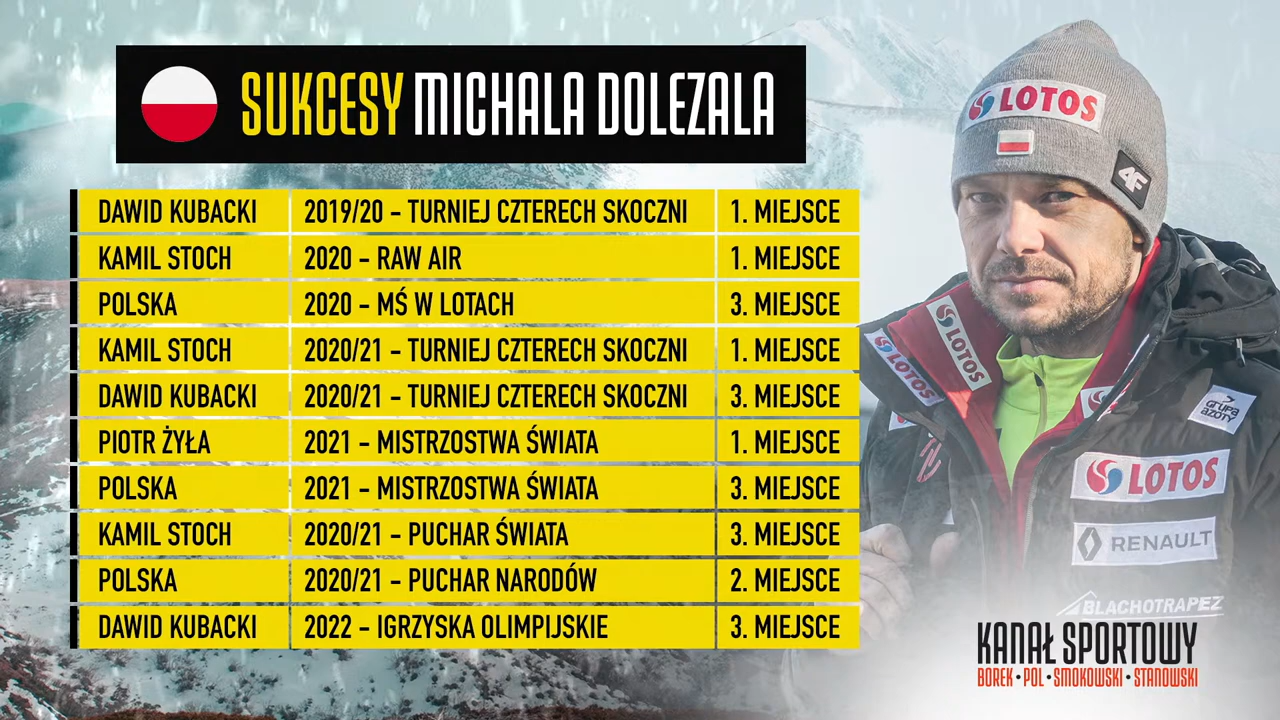 SUKCESY MICHALA DOLEZALA
DAWID KUBACKI 2019/20 - TURNIEJ CZTERECH SKOCZNI 1. MIEJSCE
KAMIL STOCH 2020 - RAW AIR 1. MIEJSCE
POLSKA 2020 - MŚ W LOTACH 3. MIEJSCE
KAMIL STOCH 2020/21 - TURNIEJ CZTERECH SKOCZNI 1. MIEJSCE
DAWID KUBACKI 2020/21 - TURNIEJ CZTERECH SKOCZNI 3. MIEJSCE
PIOTR ŻYŁA 2021 - MISTRZOSTWA ŚWIATA 1. MIEJSCE
POLSKA 2021 - MISTRZOSTWA ŚWIATA 3. MIEJSCE
KAMIL STOCH 2020/21 - PUCHAR ŚWIATA 3. MIEJSCE
POLSKA 2020/21 - PUCHAR NARODÓW 2. MIEJSCE
DAWID KUBACKI 2022 - IGRZYSKA OLIMPIJSKIE 3. MIEJSCE
LOTOS
4F
LOTOS
LOTOS
GRUPA
AZOTY
LOTOS
RENAULT
BLACHOTRAPEZ
KANAŁ SPORTOWY
BOREK • POL • SMOKOWSKI • STANOWSKI